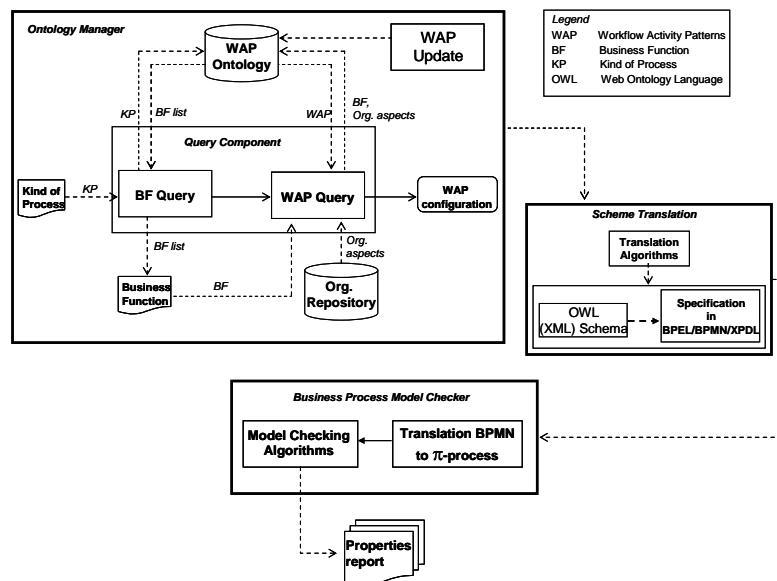 Ontology Manager
WAP
Ontology
WAP
Update
KP
BF list
WAP
BF,
Org. aspects
Query Component
Kind of
Process
KP
BF Query
WAP Query
WAP
configuration
BF list
Org.
aspects
Business
Function
BF
Org.
Repository
Legend
WAP Workflow Activity Patterns
BF Business Function
KP Kind of Process
OWL Web Ontology Language
Scheme Translation
Translation
Algorithms
OWL
(XML) Schema
Specification
in
BPEL/BPMN/XPDL
Business Process Model Checker
Model Checking
Algorithms
Translation BPMN
to π-process
Properties
report